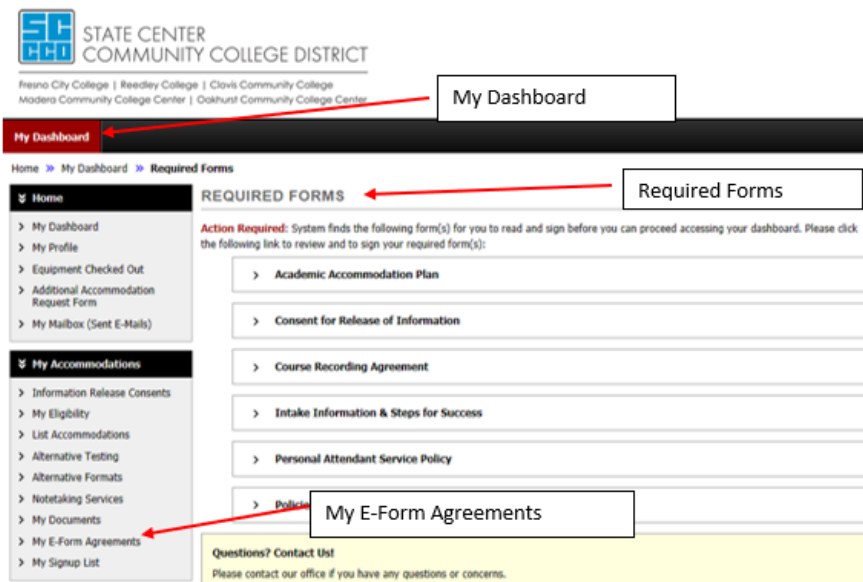 SC
CCD
STATE CENTER
COMMUNITY COLLEGE DISTRICT
Fresno City College | Reedley College | Clovis Community College
Madera Community College Center | Oakhurst Community College Center
My Dashboard
My Dashboard
Home » My Dashboard » Required Forms
Home
My Dashboard
My Profile
Equipment Checked Out
Additional Accommodation
Request Form
My Mailbox (Sent E-Mails)
My Accommodations
Information Release Consents
My Eligibility
List Accommodations
Alternative Testing
Alternative Formats
Notetaking Services
My Documents
My E-Form Agreements
My Signup List
REQUIRED FORMS
Required Forms
Action Required: System finds the following form(s) for you to read and sign before you can proceed accessing your dashboard. Please click
the following link to review and to sign your required form(s):
Academic Accommodation Plan
Consent for Release of Information
Course Recording Agreement
Intake Information & Steps for Success
Personal Attendant Service Policy
My E-Form Agreements
Questions? Contact Us!
Please contact our office if you have any questions or concerns.